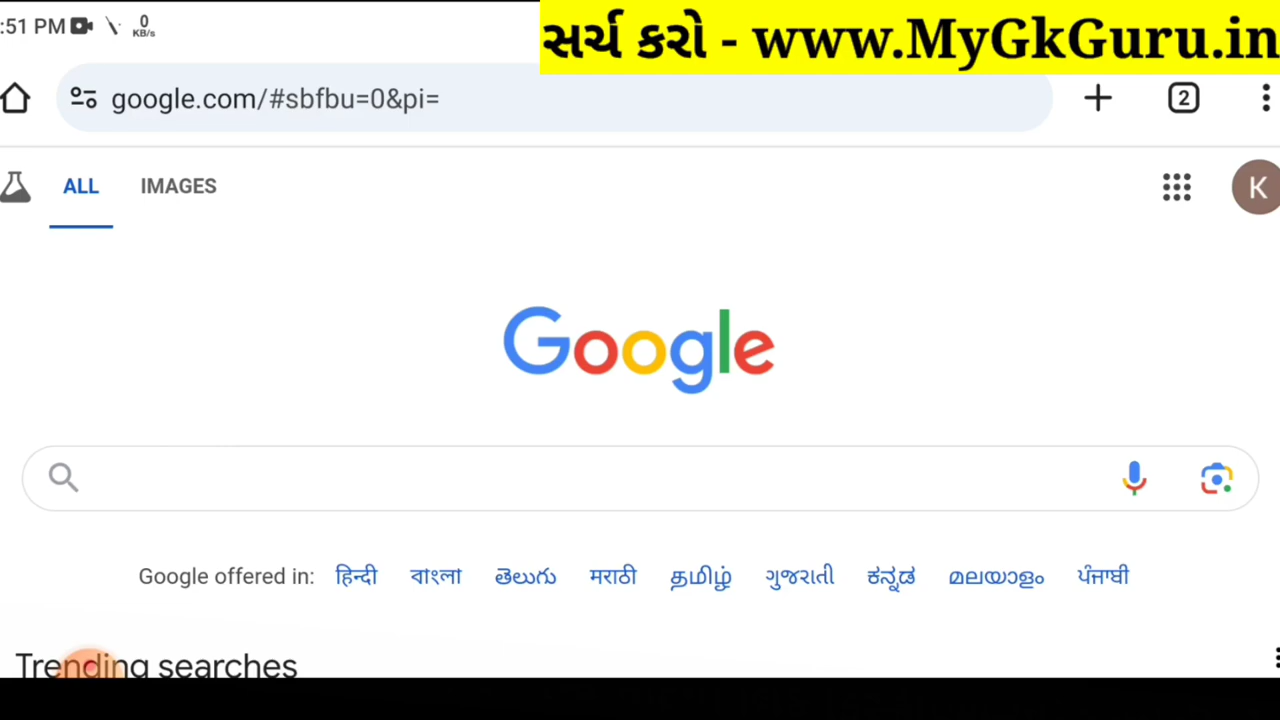 :51 PM 0 KB/s
સર્ચ કરો - www.MyGkGuru.in
google.com/#sbfbu=0&pi=
2
ALL IMAGES
K
Google
Google offered in: हिन्दी বাংলা తెలుగు मराठी தமிழ் ગુજરાતી ಕನ್ನಡ മലയാളം ਪੰਜਾਬੀ
Trending searches